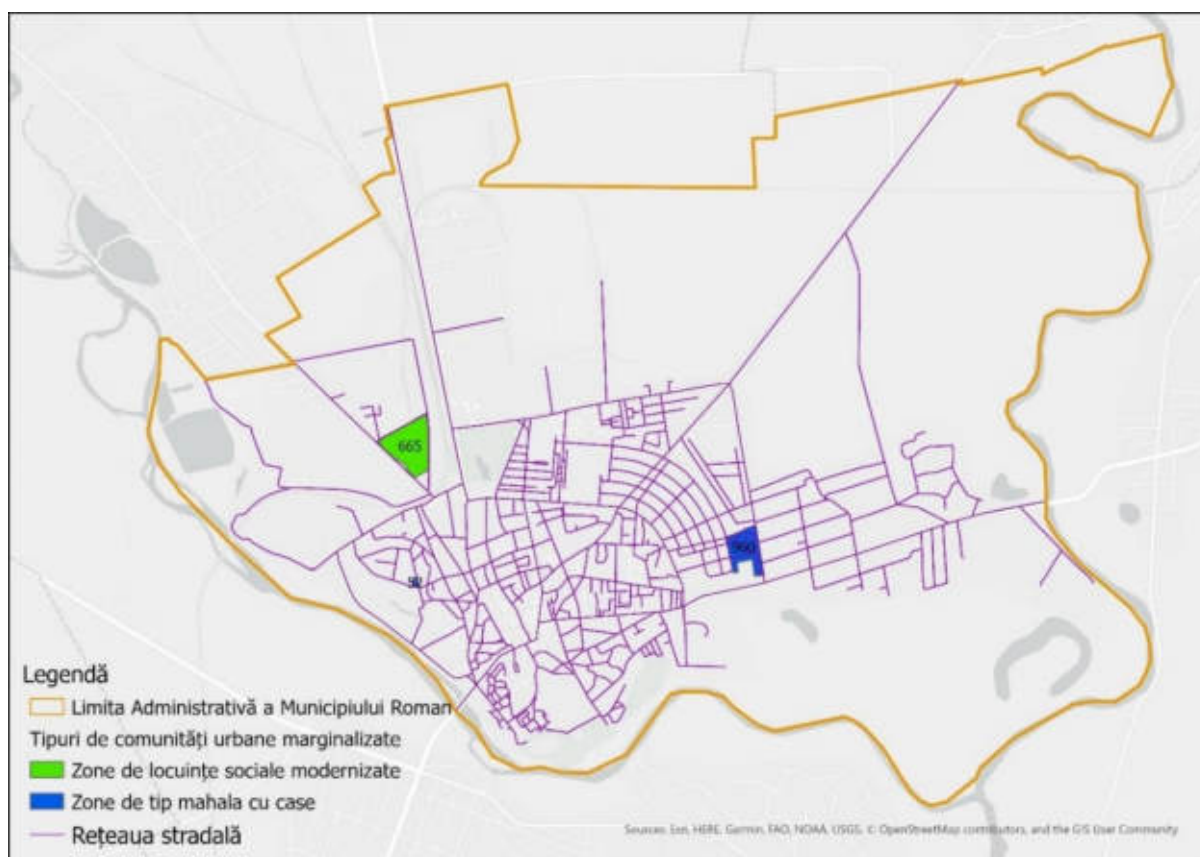 665
960
52
Legendă
Limita Administrativă a Municipiului Roman
Tipuri de comunități urbane marginalizate
Zone de locuințe sociale modernizate
Zone de tip mahala cu case
Rețeaua stradală
Sources: Esri, HERE, Garmin, FAO, NOAA, USGS, © OpenStreetMap contributors, and the GIS User Community